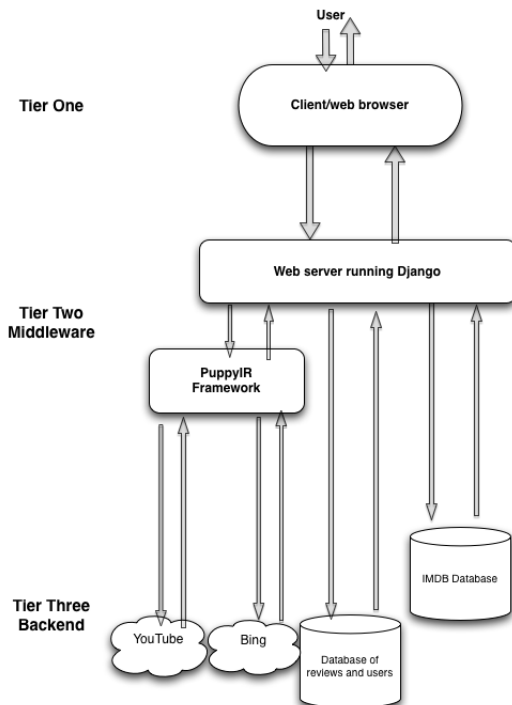 User
Tier One
Client/web browser
Web server running Django
Tier Two
Middleware
PuppyIR
Framework
IMDB Database
Tier Three
Backend
YouTube
Bing
Database of
reviews and users